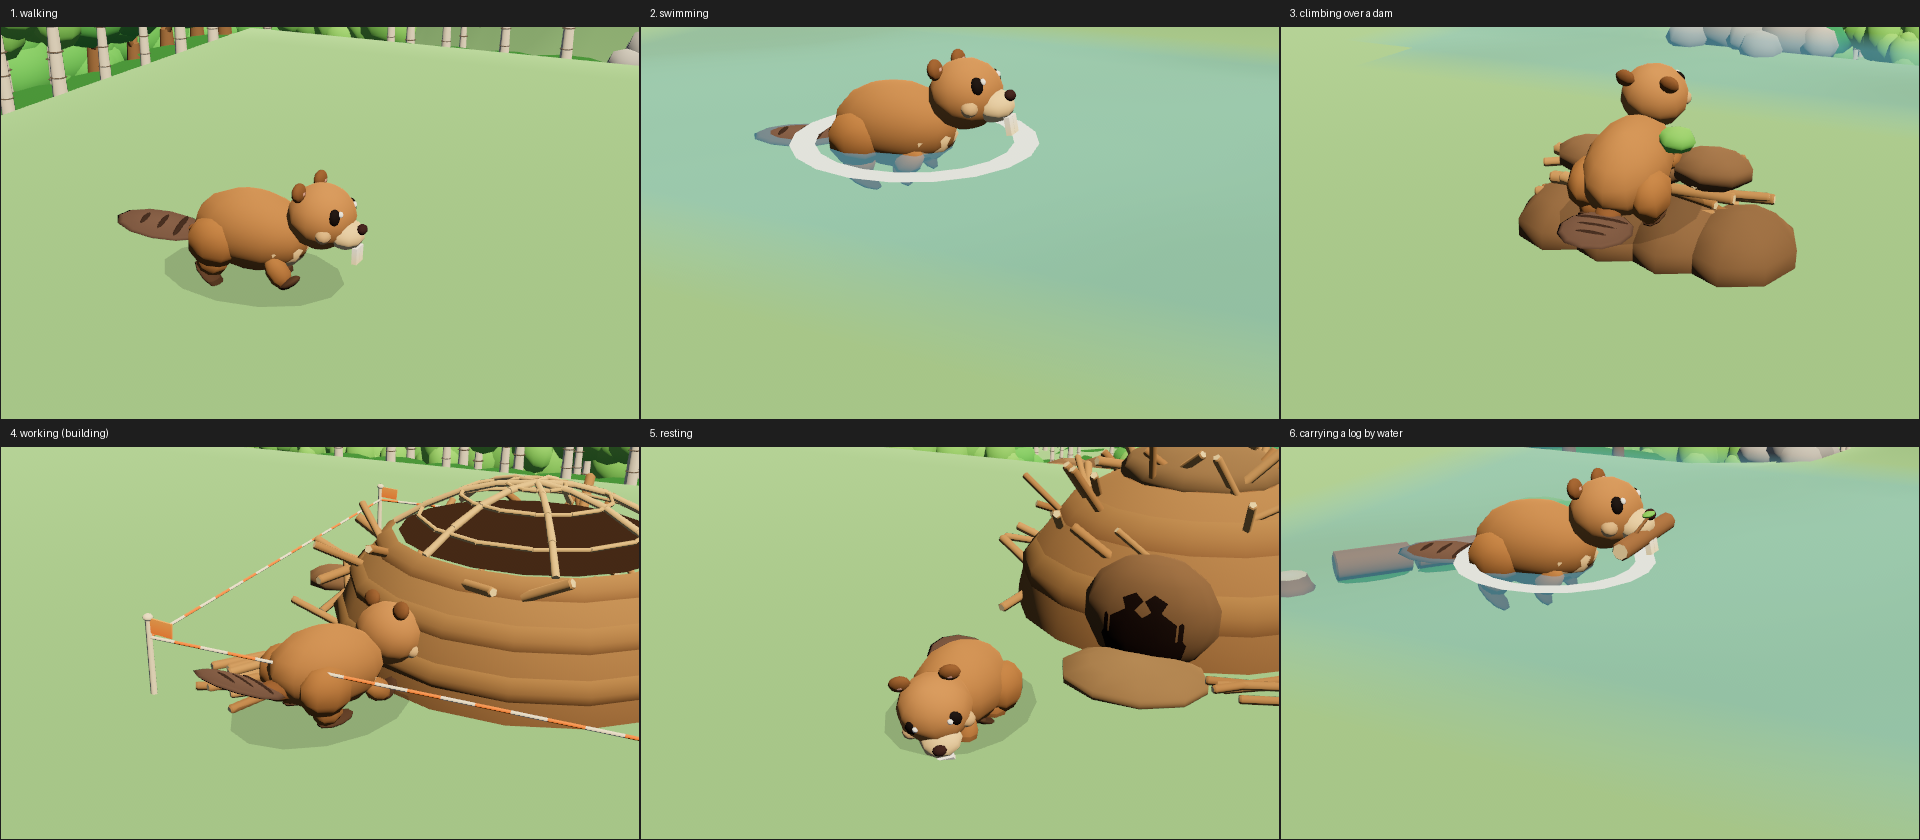 1. walking
2. swimming
3. climbing over a dam
4. working (building)
5. resting
6. carrying a log by water